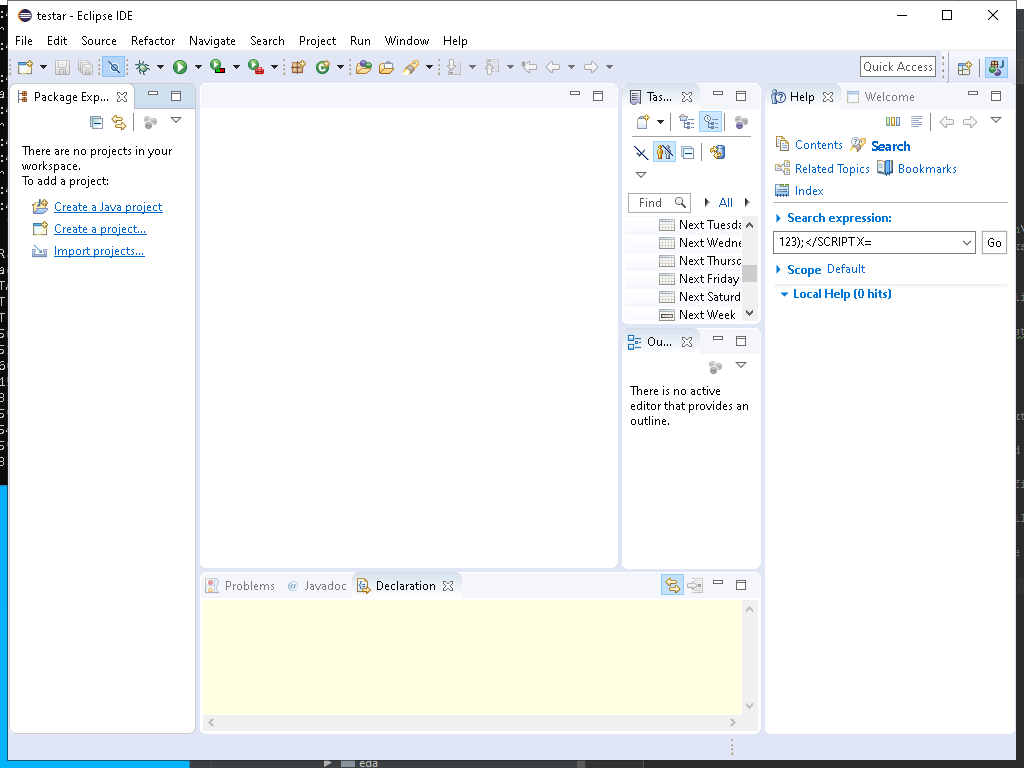 testar - Eclipse IDE
File Edit Source Refactor Navigate Search Project Run Window Help
Quick Access
Package Exp...
There are no projects in your
workspace.
To add a project:
Create a Java project
Create a project...
Import projects...
Tas...
Find
All
Next Tuesda
Next Wedne
Next Thursd
Next Friday
Next Saturd
Next Week
Ou...
There is no active
editor that provides an
outline.
Help Welcome
Contents Search
Related Topics Bookmarks
Index
Search expression:
123);</SCRIPT X=
Go
Scope Default
Local Help (0 hits)
Problems @ Javadoc Declaration
eda